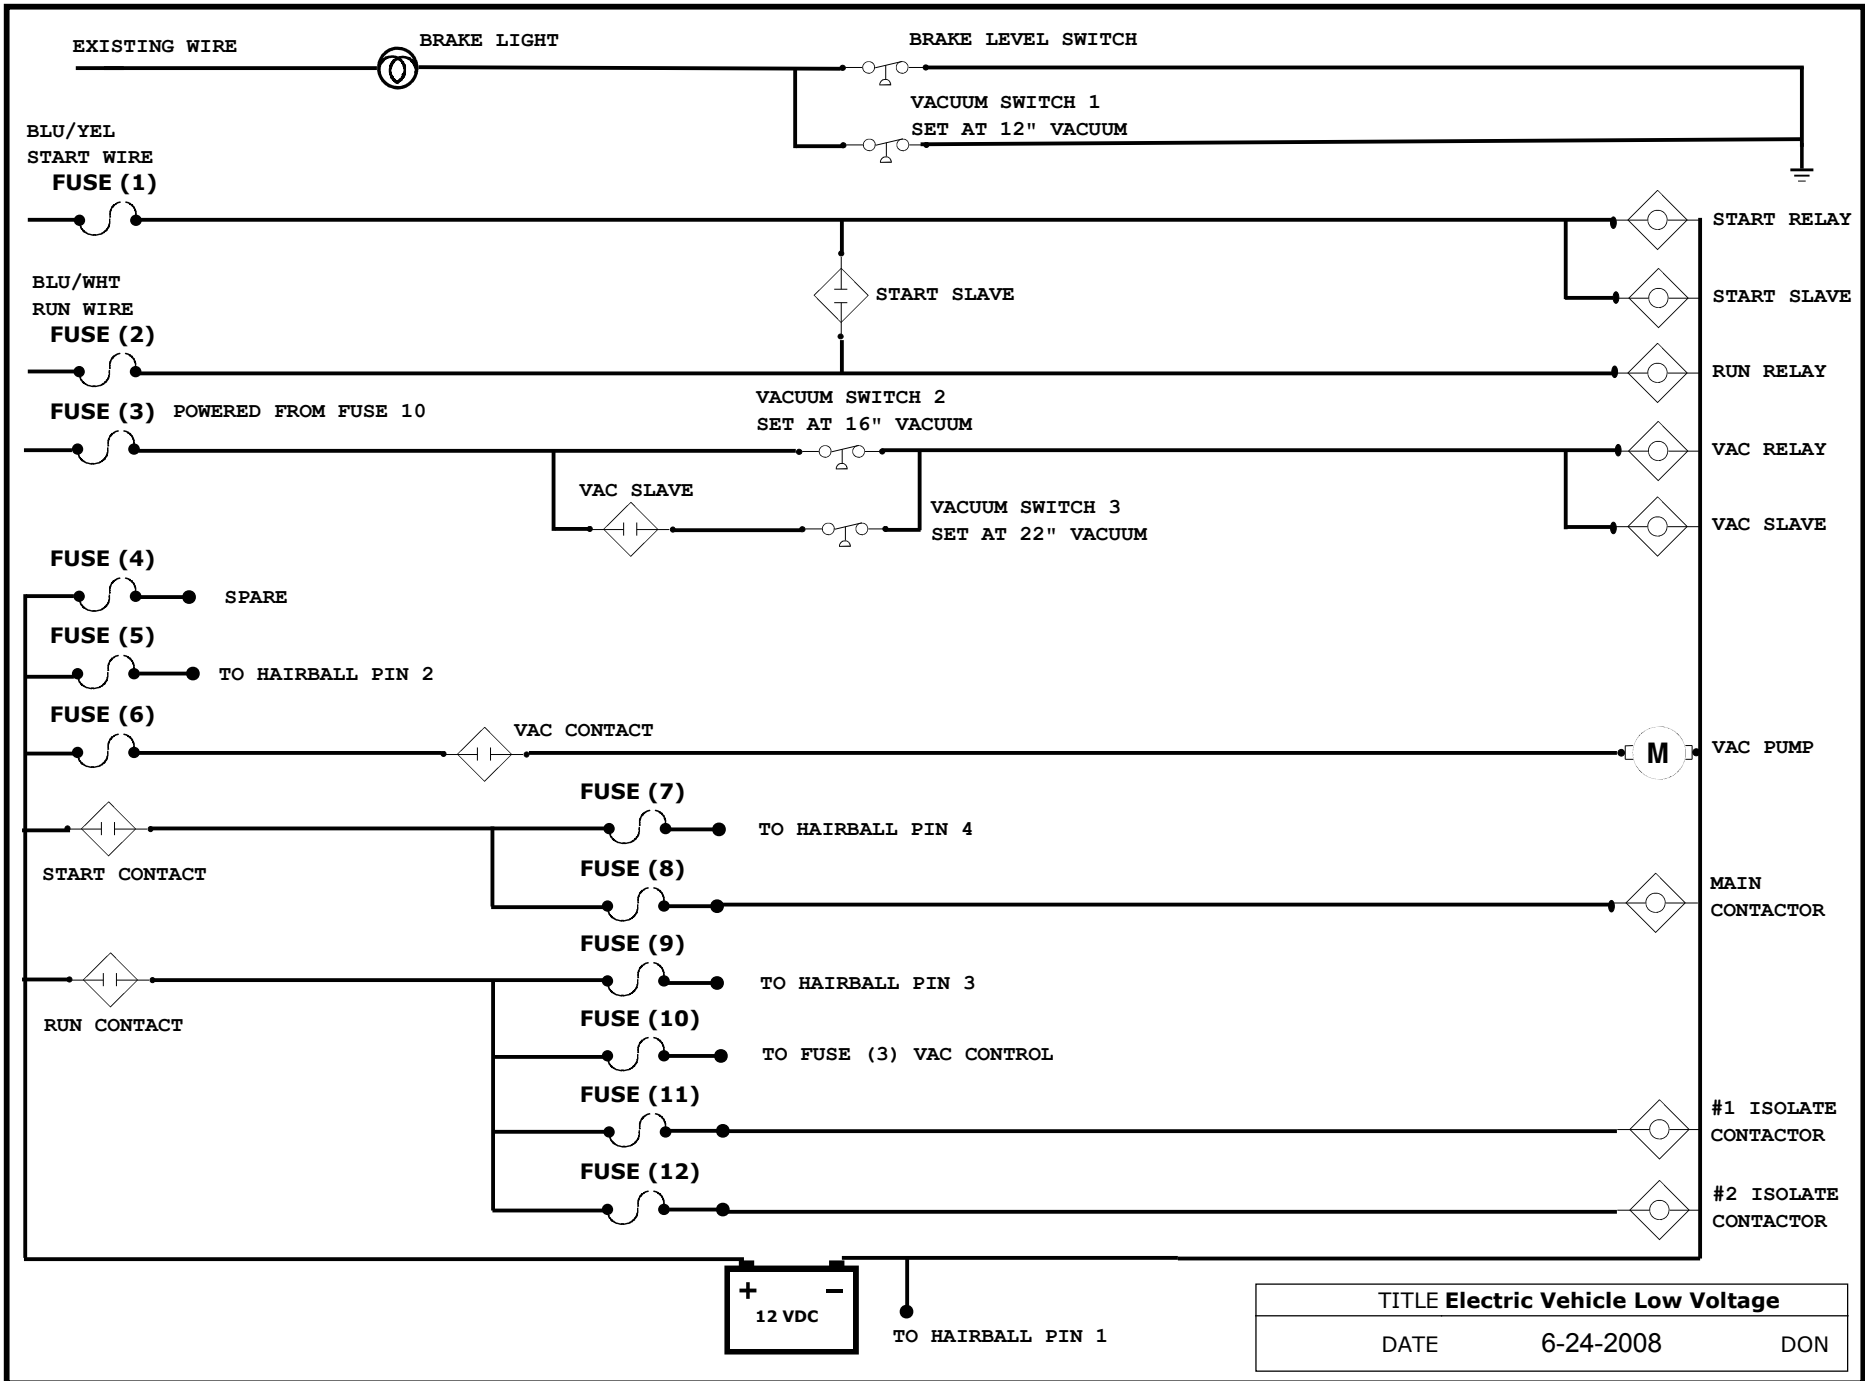 EXISTING WIRE
BRAKE LIGHT
BRAKE LEVEL SWITCH
VACUUM SWITCH 1
SET AT 12" VACUUM
BLU/YEL
START WIRE
FUSE (1)
START RELAY
BLU/WHT
RUN WIRE
START SLAVE
START SLAVE
FUSE (2)
RUN RELAY
FUSE (3) POWERED FROM FUSE 10
VACUUM SWITCH 2
SET AT 16" VACUUM
VAC RELAY
VAC SLAVE
VACUUM SWITCH 3
SET AT 22" VACUUM
VAC SLAVE
FUSE (4)
SPARE
FUSE (5)
TO HAIRBALL PIN 2
FUSE (6)
VAC CONTACT
M
VAC PUMP
FUSE (7)
TO HAIRBALL PIN 4
START CONTACT
FUSE (8)
MAIN
CONTACTOR
FUSE (9)
TO HAIRBALL PIN 3
RUN CONTACT
FUSE (10)
TO FUSE (3) VAC CONTROL
FUSE (11)
#1 ISOLATE
CONTACTOR
FUSE (12)
#2 ISOLATE
CONTACTOR
+ −
12 VDC
TO HAIRBALL PIN 1
TITLE Electric Vehicle Low Voltage
DATE 6-24-2008 DON